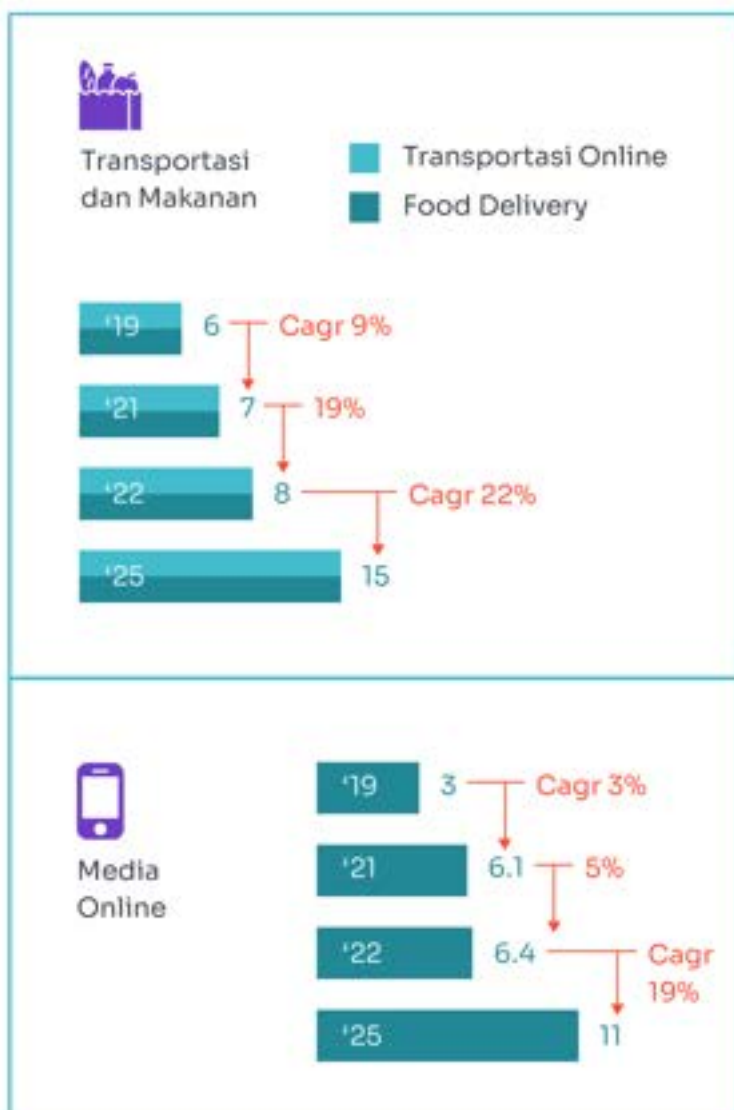 Transportasi
dan Makanan
Transportasi Online
Food Delivery
'19 6 Cagr 9%
'21 7 19%
'22 8 Cagr 22%
'25 15
Media
Online
'19 3 Cagr 3%
'21 6.1 5%
'22 6.4 Cagr
19%
'25 11